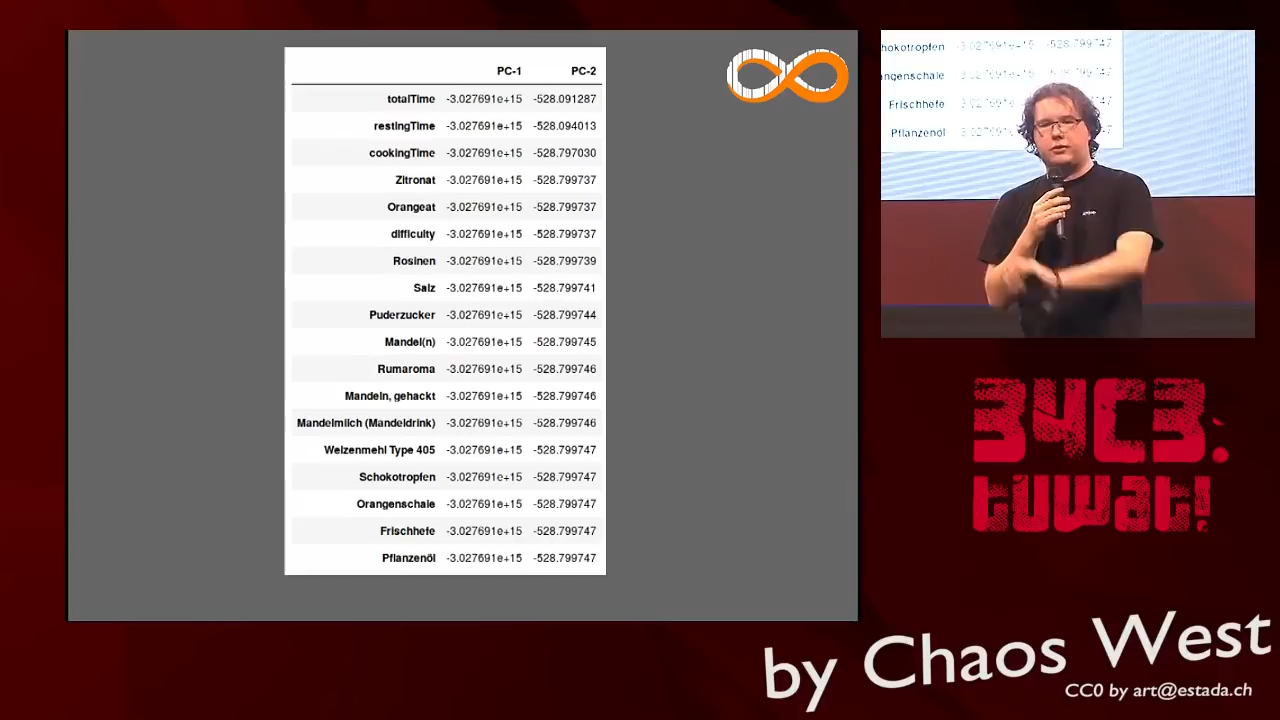 PC-1 PC-2
totalTime -3.027691e+15 -528.091287
restingTime -3.027691e+15 -528.094013
cookingTime -3.027691e+15 -528.797030
Zitronat -3.027691e+15 -528.799737
Orangeat -3.027691e+15 -528.799737
difficulty -3.027691e+15 -528.799737
Rosinen -3.027691e+15 -528.799739
Salz -3.027691e+15 -528.799741
Puderzucker -3.027691e+15 -528.799744
Mandel(n) -3.027691e+15 -528.799745
Rumaroma -3.027691e+15 -528.799746
Mandeln, gehackt -3.027691e+15 -528.799746
Mandelmilch (Mandeldrink) -3.027691e+15 -528.799746
Weizenmehl Type 405 -3.027691e+15 -528.799747
Schokotropfen -3.027691e+15 -528.799747
Orangenschale -3.027691e+15 -528.799747
Frischhefe -3.027691e+15 -528.799747
Pflanzenöl -3.027691e+15 -528.799747
hokotropfen -3.027691e+15 -528.799747
angenschale
Frischhefe
Pflanzenöl
34C3:
tuwat!
by Chaos West
CC0 by art@estada.ch